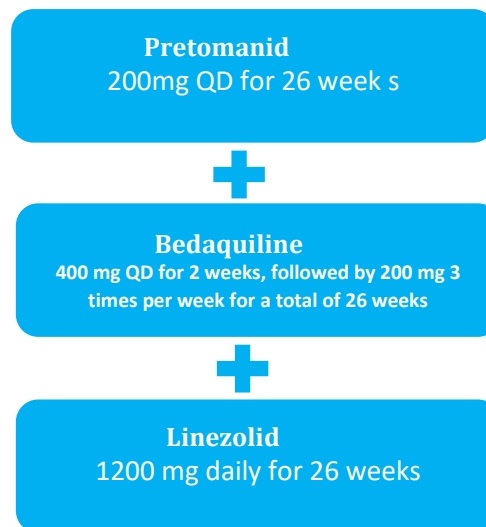 Pretomanid
200mg QD for 26 week s
Bedaquiline
400 mg QD for 2 weeks, followed by 200 mg 3
times per week for a total of 26 weeks
Linezolid
1200 mg daily for 26 weeks